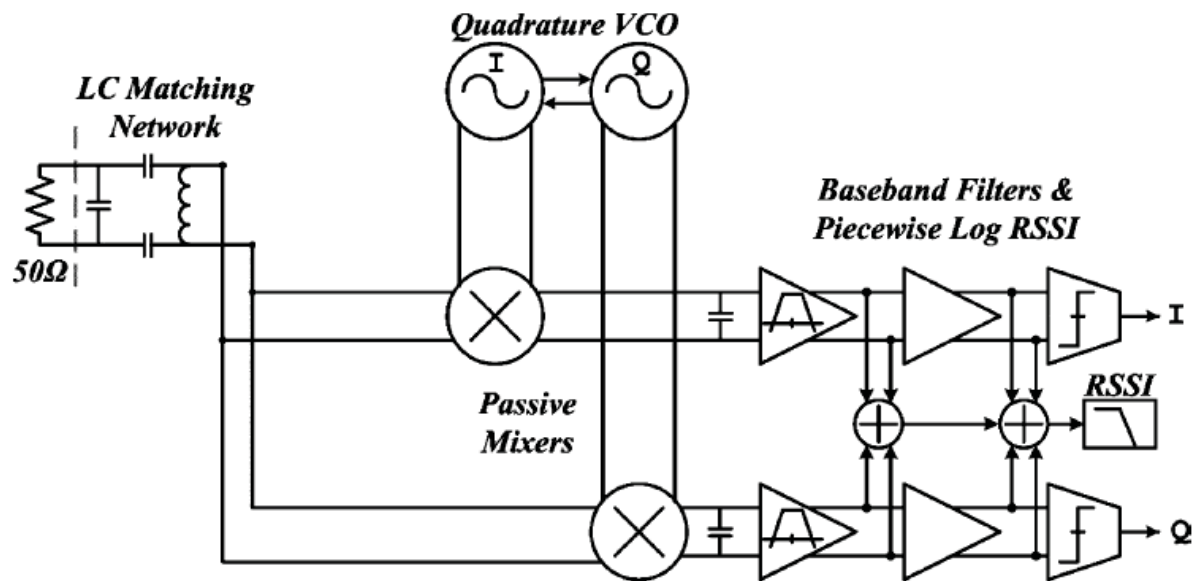 Quadrature VCO
I
Q
LC Matching
Network
50Ω
Baseband Filters &
Piecewise Log RSSI
I
RSSI
Passive
Mixers
Q